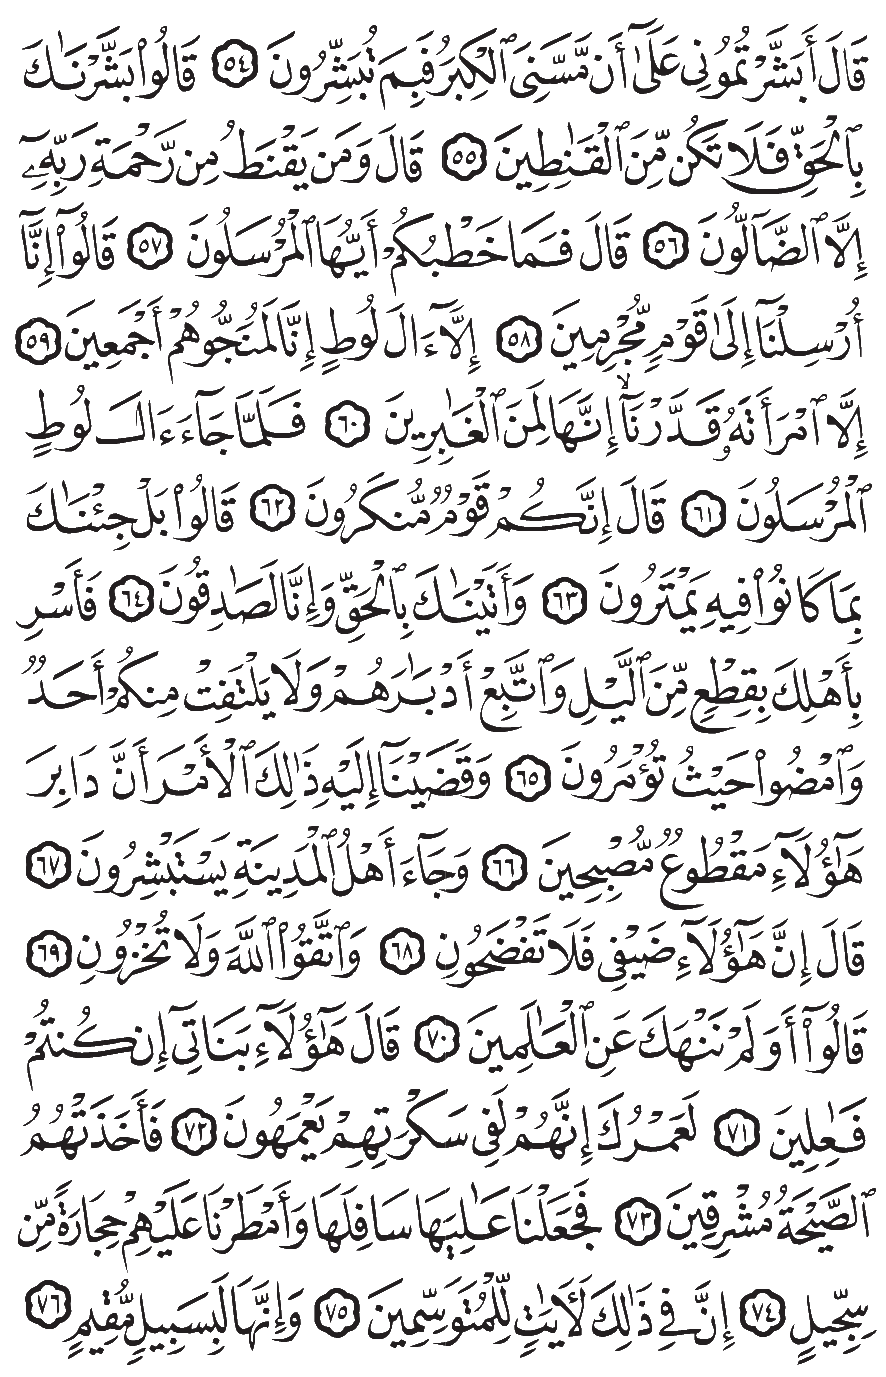 قَالَ أَبَشَّرْتُمُونِي عَلَىٰٓ أَن مَّسَّنِيَ ٱلْكِبَرُ فَبِمَ تُبَشِّرُونَ ٥٤ قَالُوا۟ بَشَّرْنَـٰكَ
بِٱلْحَقِّ فَلَا تَكُن مِّنَ ٱلْقَـٰنِطِينَ ٥٥ قَالَ وَمَن يَقْنَطُ مِن رَّحْمَةِ رَبِّهِۦٓ
إِلَّا ٱلضَّآلُّونَ ٥٦ قَالَ فَمَا خَطْبُكُمْ أَيُّهَا ٱلْمُرْسَلُونَ ٥٧ قَالُوٓا۟ إِنَّآ
أُرْسِلْنَآ إِلَىٰ قَوْمٍ مُّجْرِمِينَ ٥٨ إِلَّآ ءَالَ لُوطٍ إِنَّا لَمُنَجُّوهُمْ أَجْمَعِينَ ٥٩
إِلَّا ٱمْرَأَتَهُۥ قَدَّرْنَآ ۙ إِنَّهَا لَمِنَ ٱلْغَـٰبِرِينَ ٦٠ فَلَمَّا جَآءَ ءَالَ لُوطٍ
ٱلْمُرْسَلُونَ ٦١ قَالَ إِنَّكُمْ قَوْمٌ مُّنكَرُونَ ٦٢ قَالُوا۟ بَلْ جِئْنَـٰكَ
بِمَا كَانُوا۟ فِيهِ يَمْتَرُونَ ٦٣ وَأَتَيْنَـٰكَ بِٱلْحَقِّ وَإِنَّا لَصَـٰدِقُونَ ٦٤ فَأَسْرِ
بِأَهْلِكَ بِقِطْعٍ مِّنَ ٱلَّيْلِ وَٱتَّبِعْ أَدْبَـٰرَهُمْ وَلَا يَلْتَفِتْ مِنكُمْ أَحَدٌ
وَٱمْضُوا۟ حَيْثُ تُؤْمَرُونَ ٦٥ وَقَضَيْنَآ إِلَيْهِ ذَٰلِكَ ٱلْأَمْرَ أَنَّ دَابِرَ
هَـٰٓؤُلَآءِ مَقْطُوعٌ مُّصْبِحِينَ ٦٦ وَجَآءَ أَهْلُ ٱلْمَدِينَةِ يَسْتَبْشِرُونَ ٦٧
قَالَ إِنَّ هَـٰٓؤُلَآءِ ضَيْفِي فَلَا تَفْضَحُونِ ٦٨ وَٱتَّقُوا۟ ٱللَّهَ وَلَا تُخْزُونِ ٦٩
قَالُوٓا۟ أَوَلَمْ نَنْهَكَ عَنِ ٱلْعَـٰلَمِينَ ٧٠ قَالَ هَـٰٓؤُلَآءِ بَنَاتِيٓ إِن كُنتُمْ
فَـٰعِلِينَ ٧١ لَعَمْرُكَ إِنَّهُمْ لَفِي سَكْرَتِهِمْ يَعْمَهُونَ ٧٢ فَأَخَذَتْهُمُ
ٱلصَّيْحَةُ مُشْرِقِينَ ٧٣ فَجَعَلْنَا عَـٰلِيَهَا سَافِلَهَا وَأَمْطَرْنَا عَلَيْهِمْ حِجَارَةً مِّن
سِجِّيلٍ ٧٤ إِنَّ فِي ذَٰلِكَ لَـَٔايَـٰتٍ لِّلْمُتَوَسِّمِينَ ٧٥ وَإِنَّهَا لَبِسَبِيلٍ مُّقِيمٍ ٧٦